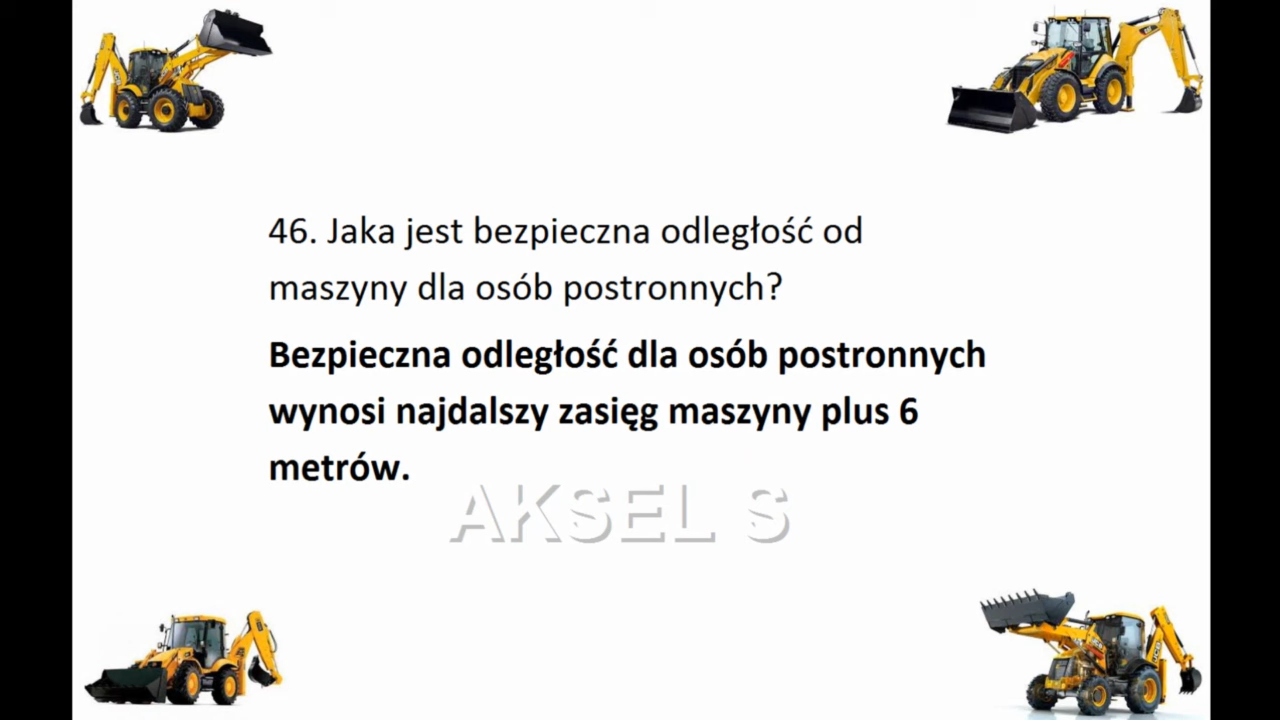 46. Jaka jest bezpieczna odległość od
maszyny dla osób postronnych?
Bezpieczna odległość dla osób postronnych
wynosi najdalszy zasięg maszyny plus 6
metrów.
AKSEL S